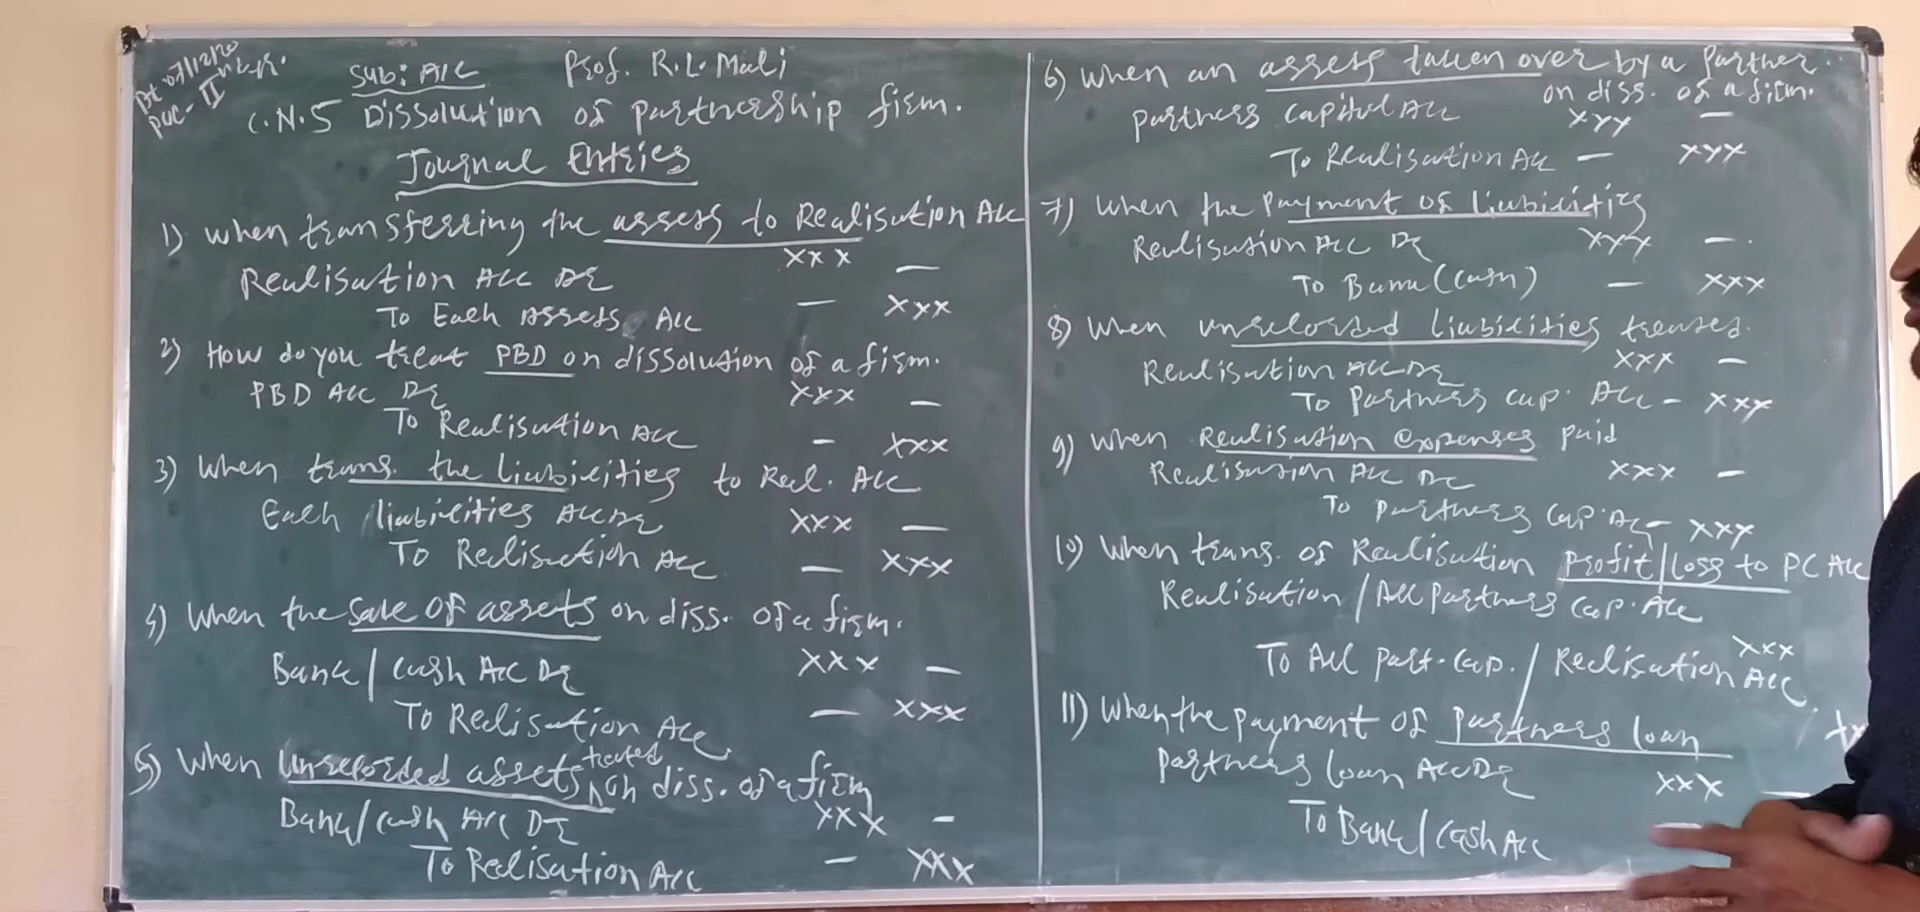 Dt 07/12/20
PUC-II
Sub: A/C Prof. R.L. Mali
C.N.5 Dissolution of partnership firm.
Journal Entries
1) When transferring the assets to Realisation A/c
Realisation A/c Dr XXX —
To Each Assets A/c — XXX
2) How do you treat PBD on dissolution of a firm.
PBD A/c Dr XXX —
To Realisation A/c — XXX
3) When trans. the liabilities to Real. A/c
Each liabilities A/c Dr XXX —
To Realisation A/c — XXX
4) When the Sale of assets on diss. of a firm.
Bank/cash A/c Dr XXX —
To Realisation A/c — XXX
5) When Unrecorded assets treated on diss. of a firm
Bank/cash A/c Dr XXX —
To Realisation A/c — XXX
6) When an assets taken over by a Partner
on diss. of a firm.
Partners capital A/c XXX —
To Realisation A/c — XXX
7) When the Payment of liabilities
Realisation A/c Dr XXX —
To Bank (cash) — XXX
8) When unrecorded liabilities treated.
Realisation A/c Dr XXX —
To Partners cap. A/c — XXX
9) When Realisation expenses paid
Realisation A/c Dr XXX —
To partners cap. A/c — XXX
10) When trans. of Realisation Profit/Loss to PC A/c
Realisation / All Partners cap. A/c
XXX
To All part. cap. / Realisation A/c
11) When the payment of partners loan
Partners loan A/c Dr XXX —
To Bank/cash A/c